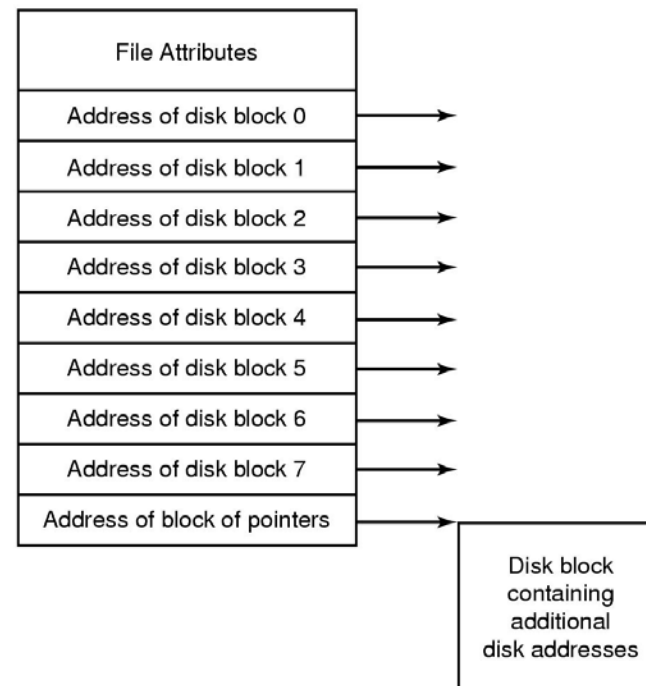 File Attributes
Address of disk block 0
Address of disk block 1
Address of disk block 2
Address of disk block 3
Address of disk block 4
Address of disk block 5
Address of disk block 6
Address of disk block 7
Address of block of pointers
Disk block
containing
additional
disk addresses